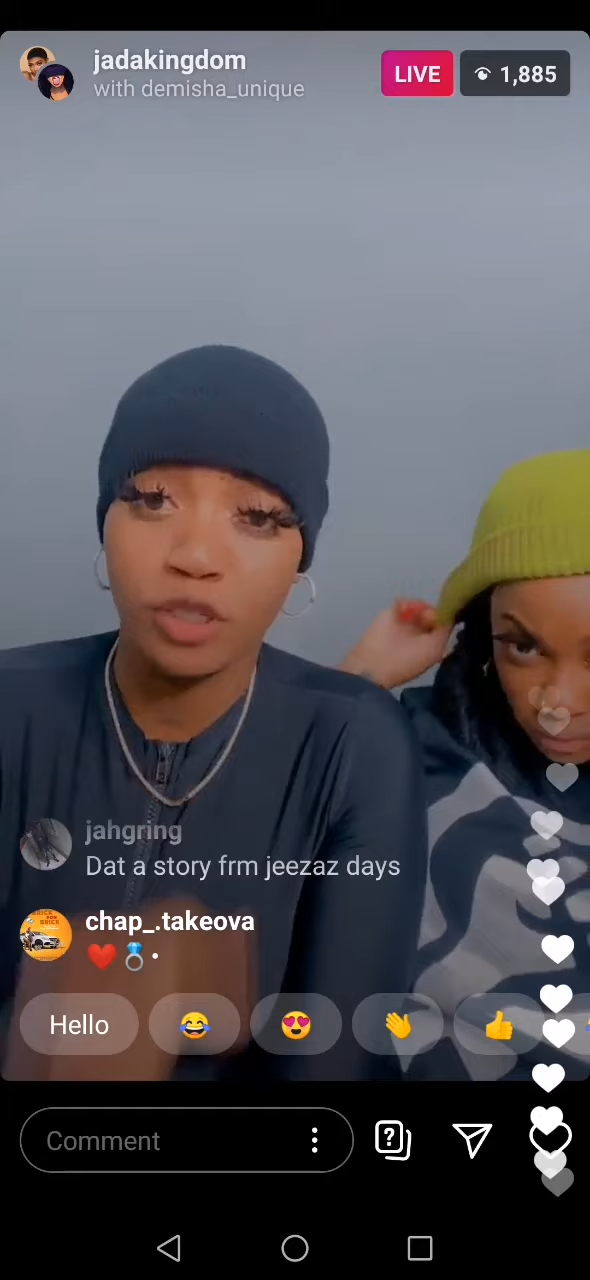 jadakingdom
with demisha_unique
LIVE
1,885
jahgring
Dat a story frm jeezaz days
chap_.takeova
❤️💍•
Hello
😂 😍 👋 👍
Comment